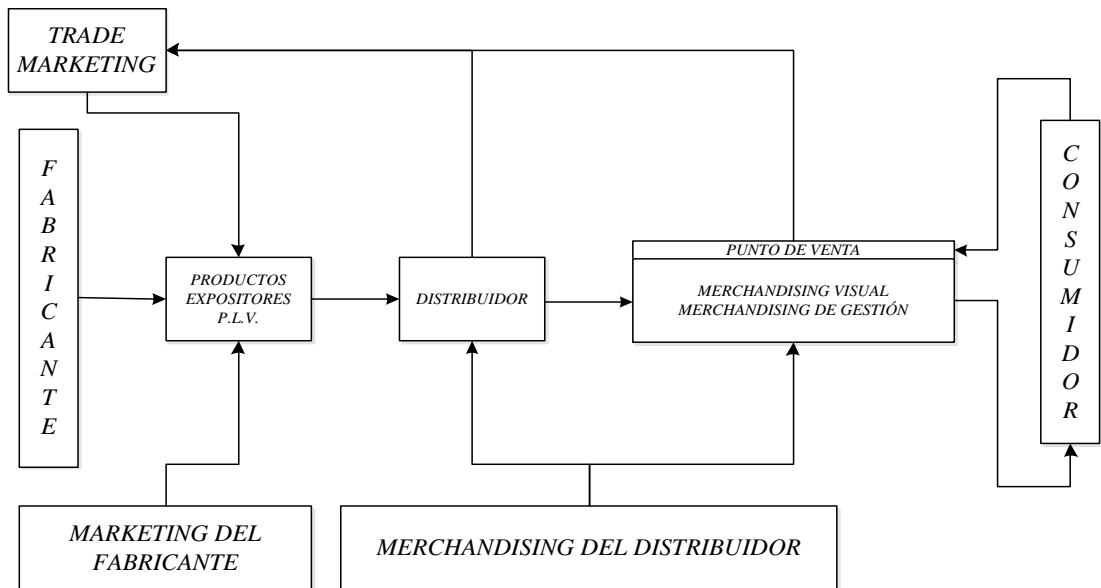 TRADE
MARKETING
F
A
B
R
I
C
A
N
T
E
PRODUCTOS
EXPOSITORES
P.L.V.
DISTRIBUIDOR
PUNTO DE VENTA
MERCHANDISING VISUAL
MERCHANDISING DE GESTIÓN
C
O
N
S
U
M
I
D
O
R
MARKETING DEL
FABRICANTE
MERCHANDISING DEL DISTRIBUIDOR